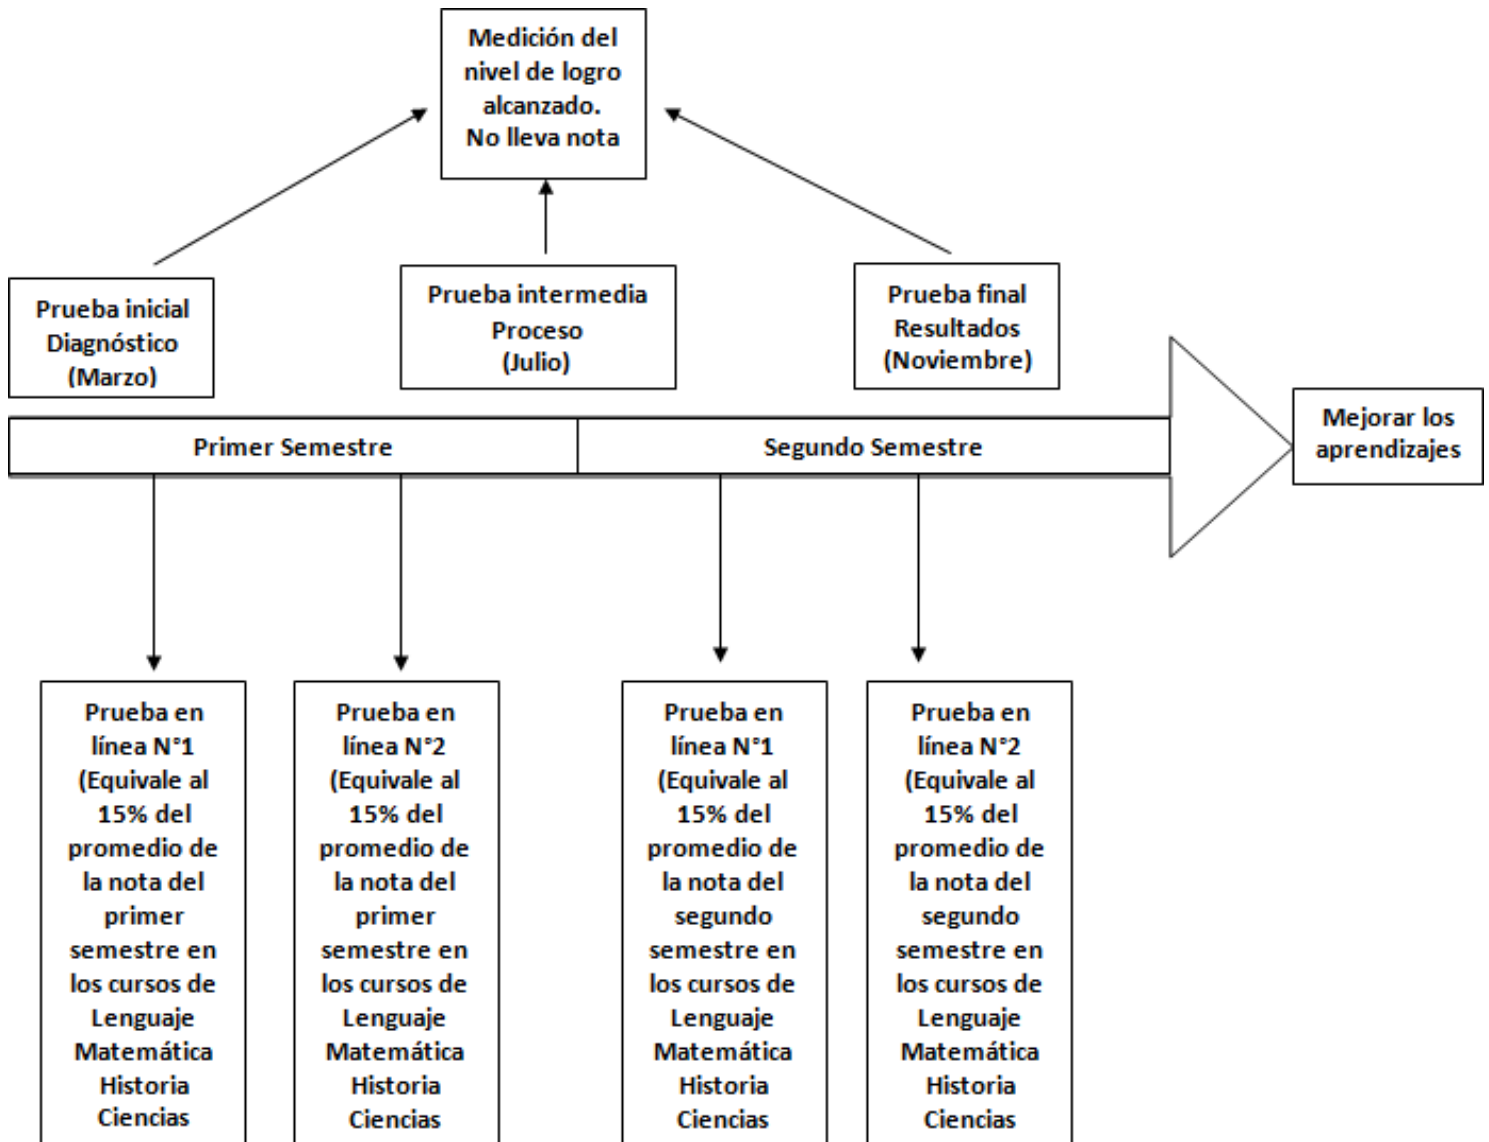 Medición del
nivel de logro
alcanzado.
No lleva nota
Prueba inicial
Diagnóstico
(Marzo)
Prueba intermedia
Proceso
(Julio)
Prueba final
Resultados
(Noviembre)
Primer Semestre
Segundo Semestre
Mejorar los
aprendizajes
Prueba en
línea N°1
(Equivale al
15% del
promedio de
la nota del
primer
semestre en
los cursos de
Lenguaje
Matemática
Historia
Ciencias
Prueba en
línea N°2
(Equivale al
15% del
promedio de
la nota del
primer
semestre en
los cursos de
Lenguaje
Matemática
Historia
Ciencias
Prueba en
línea N°1
(Equivale al
15% del
promedio de
la nota del
segundo
semestre en
los cursos de
Lenguaje
Matemática
Historia
Ciencias
Prueba en
línea N°2
(Equivale al
15% del
promedio de
la nota del
segundo
semestre en
los cursos de
Lenguaje
Matemática
Historia
Ciencias